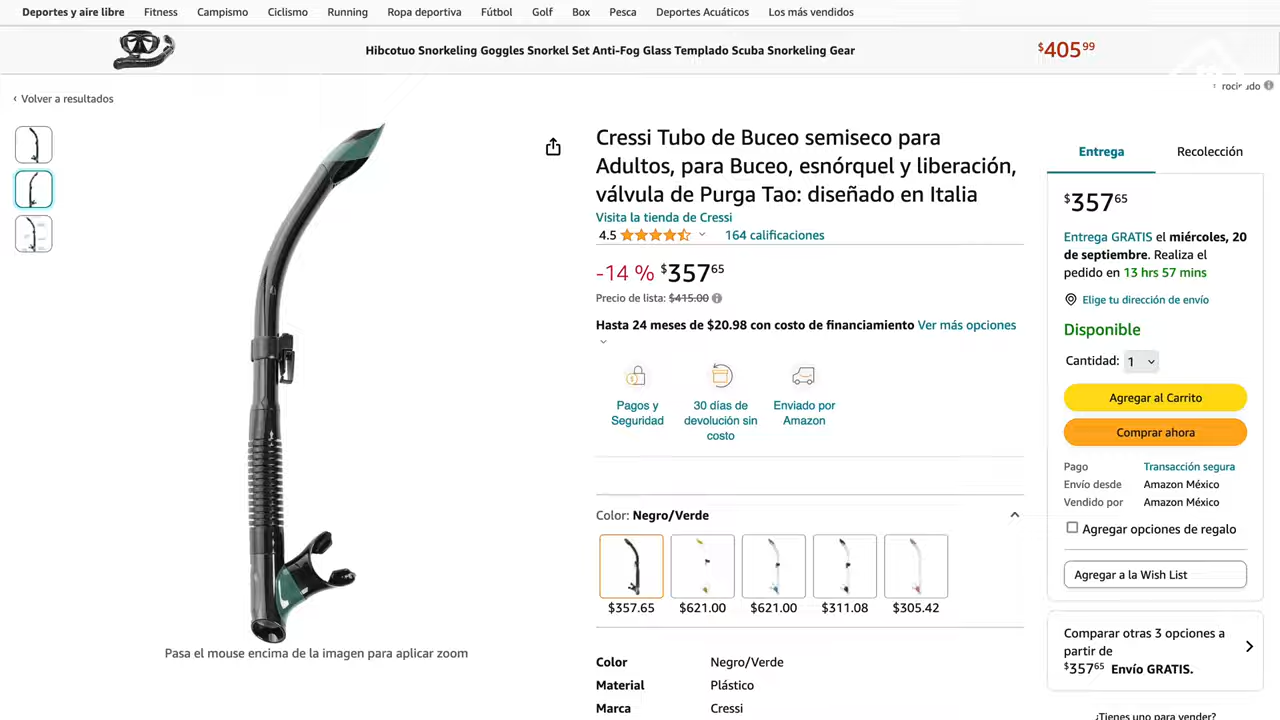 Deportes y aire libre Fitness Campismo Ciclismo Running Ropa deportiva Fútbol Golf Box Pesca Deportes Acuáticos Los más vendidos
Hibcotuo Snorkeling Goggles Snorkel Set Anti-Fog Glass Templado Scuba Snorkeling Gear
$405 99
‹ Volver a resultados
Cressi Tubo de Buceo semiseco para
Adultos, para Buceo, esnórquel y liberación,
válvula de Purga Tao: diseñado en Italia
Visita la tienda de Cressi
4.5 164 calificaciones
-14 % $357 65
Precio de lista: $415.00
Hasta 24 meses de $20.98 con costo de financiamiento Ver más opciones
Pagos y
Seguridad
30 días de
devolución sin
costo
Enviado por
Amazon
Color: Negro/Verde
$357.65 $621.00 $621.00 $311.08 $305.42
Color Negro/Verde
Material Plástico
Marca Cressi
Pasa el mouse encima de la imagen para aplicar zoom
Entrega Recolección
$357 65
Entrega GRATIS el miércoles, 20
de septiembre. Realiza el
pedido en 13 hrs 57 mins
Elige tu dirección de envío
Disponible
Cantidad: 1
Agregar al Carrito
Comprar ahora
Pago Transacción segura
Envío desde Amazon México
Vendido por Amazon México
Agregar opciones de regalo
Agregar a la Wish List
Comparar otras 3 opciones a
partir de
$357 65 Envío GRATIS.
¿Tienes uno para vender?